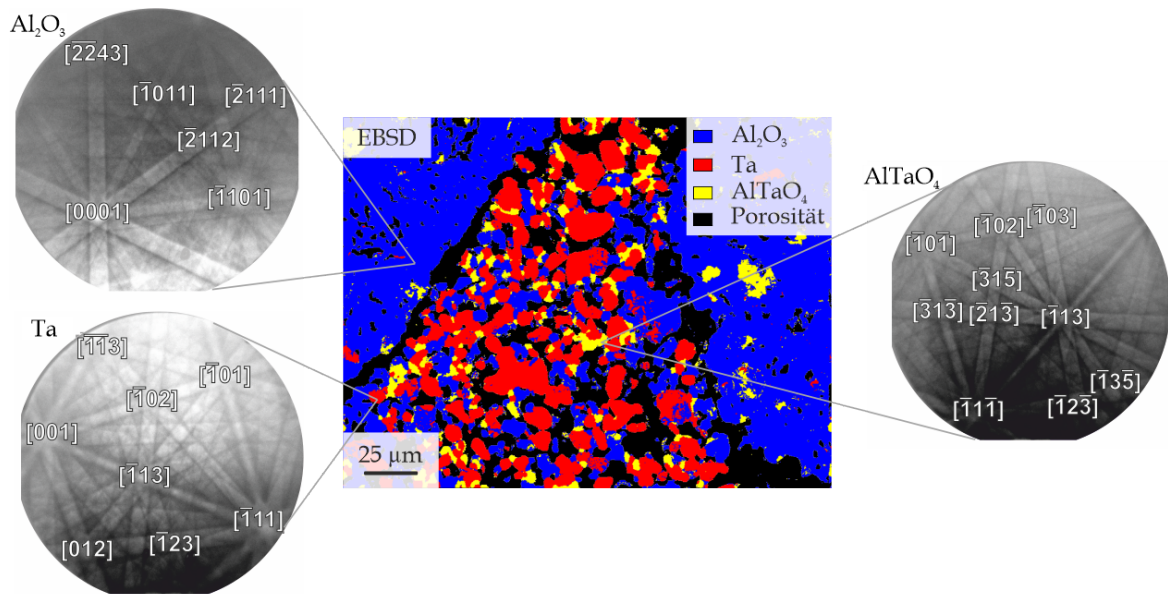 Al₂O₃
[2̅2̅43]
[1̅011]
[2̅111]
[2̅112]
[1̅101]
[0001]
Ta
[1̅1̅3]
[1̅01]
[1̅02]
[001]
[1̅13]
[1̅11]
[012]
[1̅23]
EBSD
Al₂O₃
Ta
AlTaO₄
Porosität
25 µm
AlTaO₄
[1̅02]
[1̅03]
[1̅01̅]
[3̅15̅]
[3̅13̅]
[2̅13̅]
[1̅13]
[1̅35̅]
[1̅11̅]
[1̅23̅]